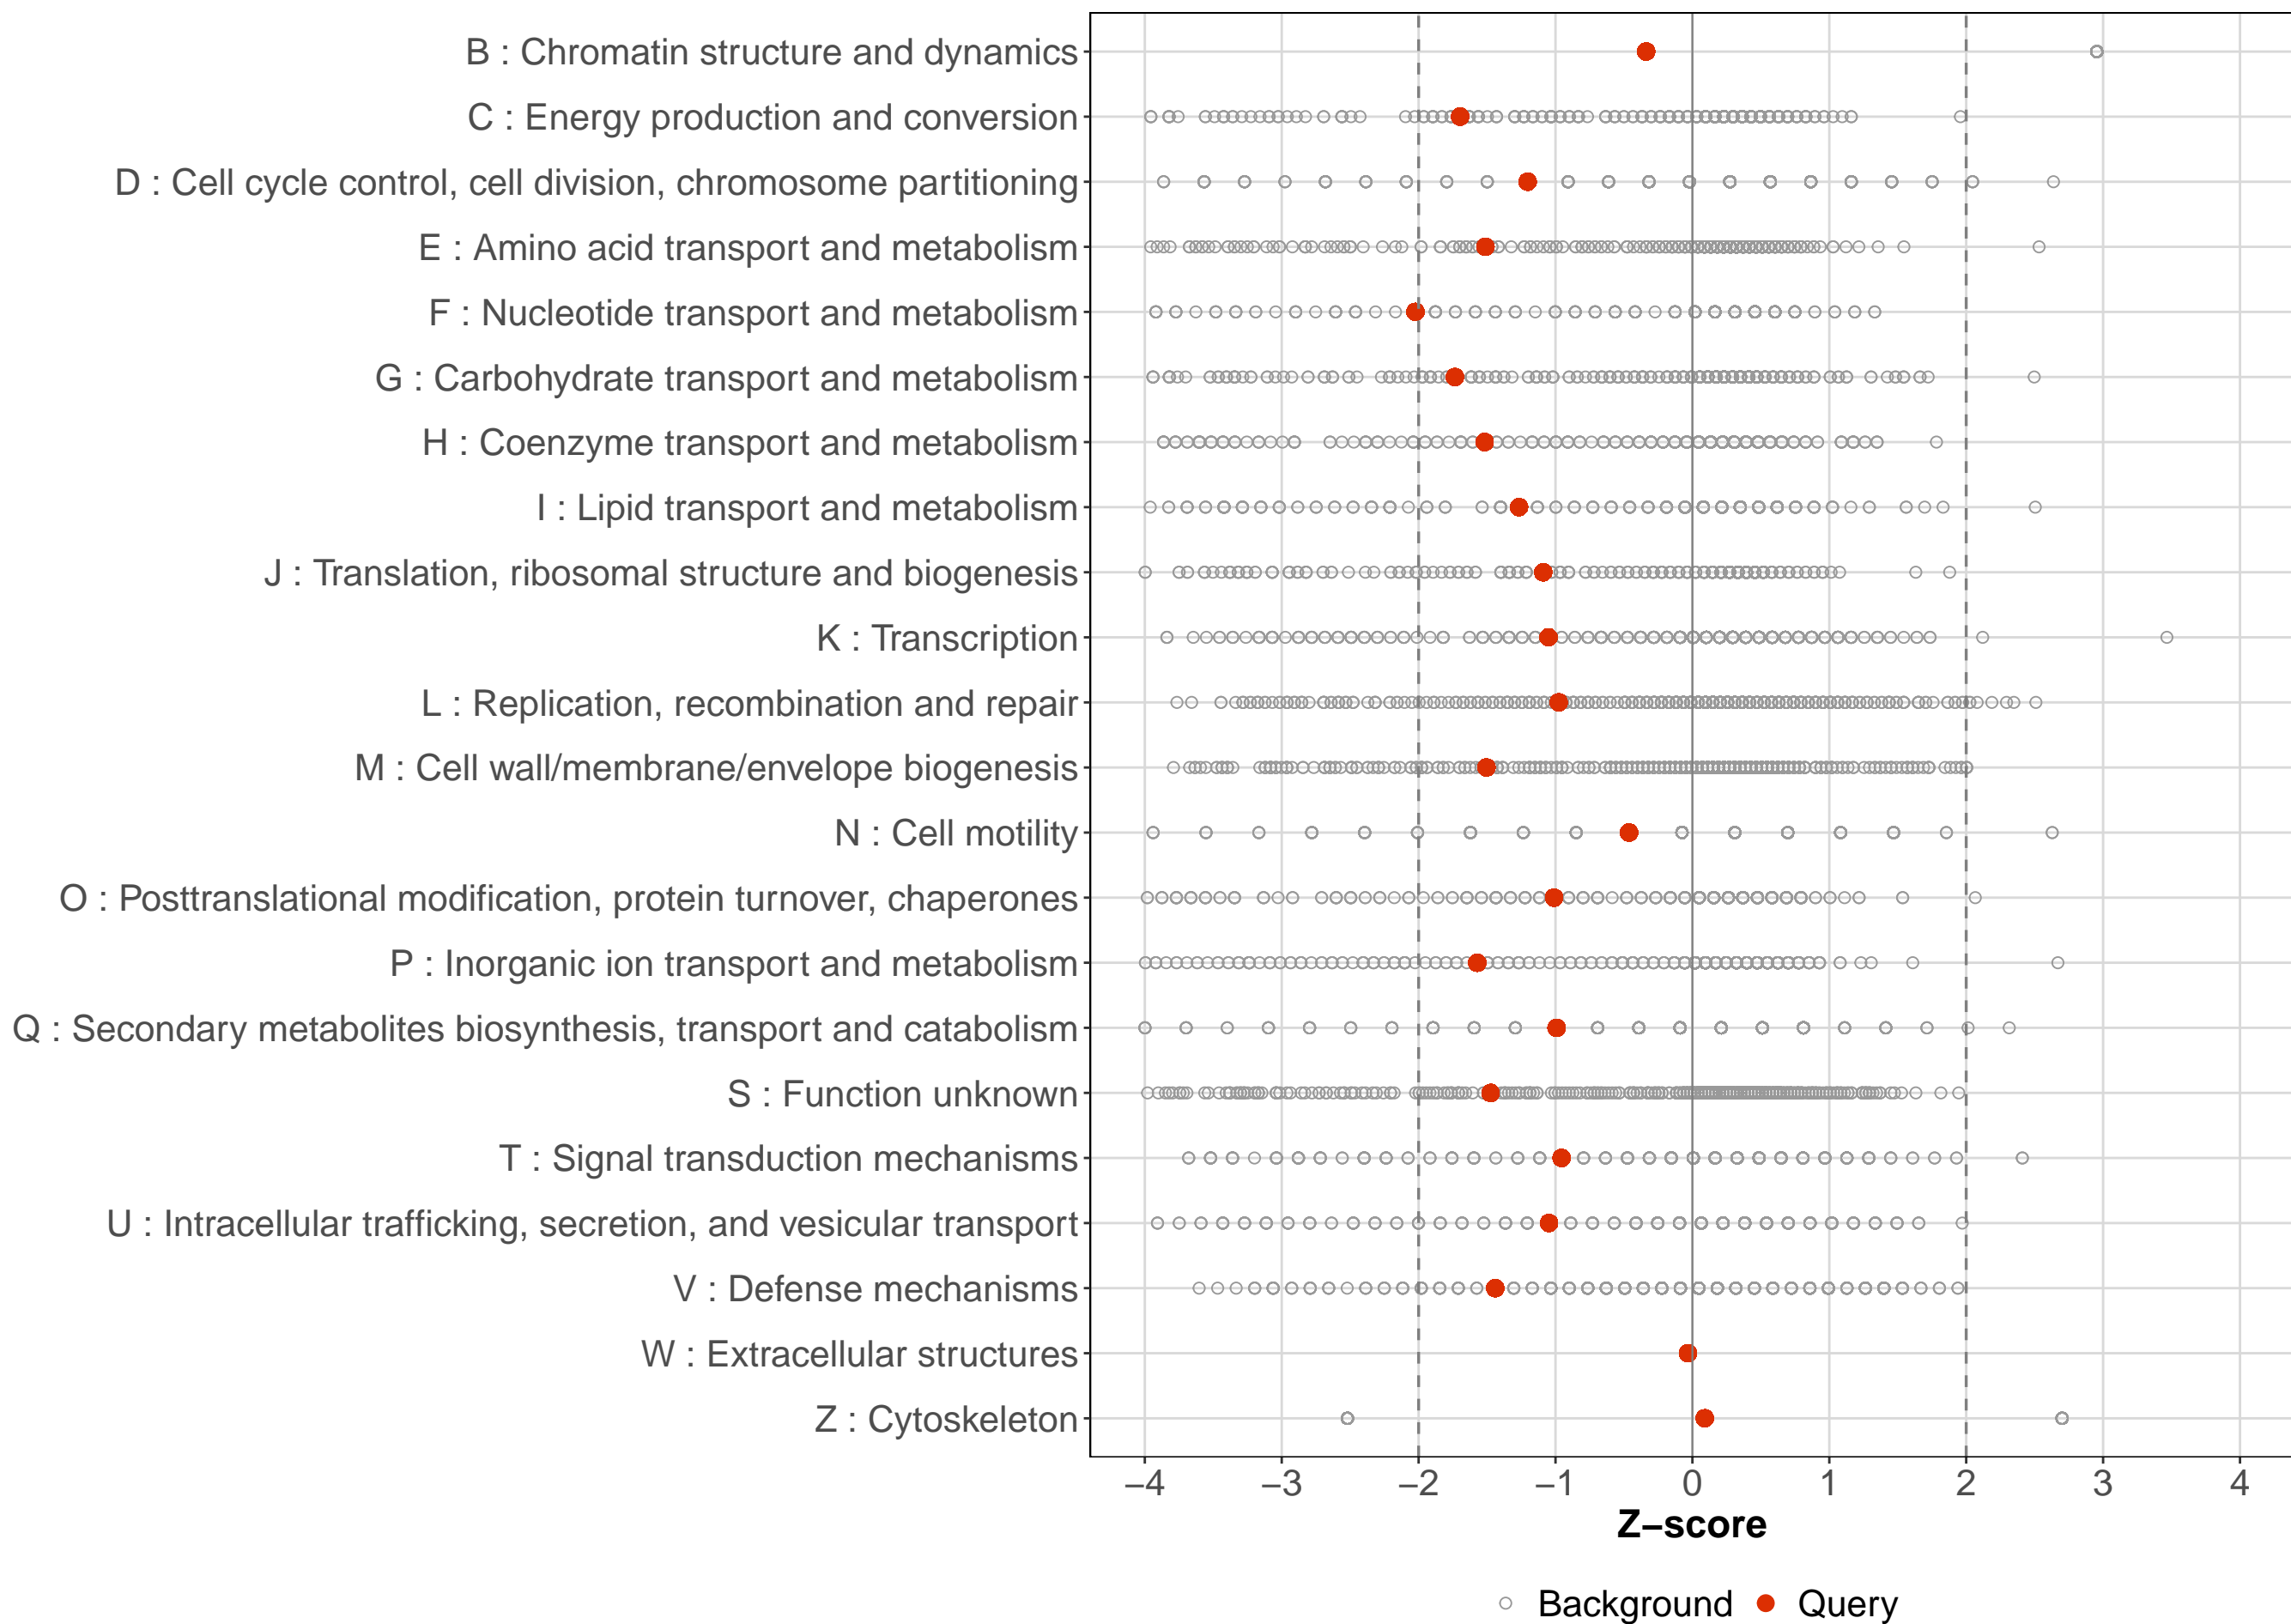 B : Chromatin structure and dynamics
C : Energy production and conversion
D : Cell cycle control, cell division, chromosome partitioning
E : Amino acid transport and metabolism
F : Nucleotide transport and metabolism
G : Carbohydrate transport and metabolism
H : Coenzyme transport and metabolism
I : Lipid transport and metabolism
J : Translation, ribosomal structure and biogenesis
K : Transcription
L : Replication, recombination and repair
M : Cell wall/membrane/envelope biogenesis
N : Cell motility
O : Posttranslational modification, protein turnover, chaperones
P : Inorganic ion transport and metabolism
Q : Secondary metabolites biosynthesis, transport and catabolism
S : Function unknown
T : Signal transduction mechanisms
U : Intracellular trafficking, secretion, and vesicular transport
V : Defense mechanisms
W : Extracellular structures
Z : Cytoskeleton
−4 −3 −2 −1 0 1 2 3 4
Z−score
Background Query